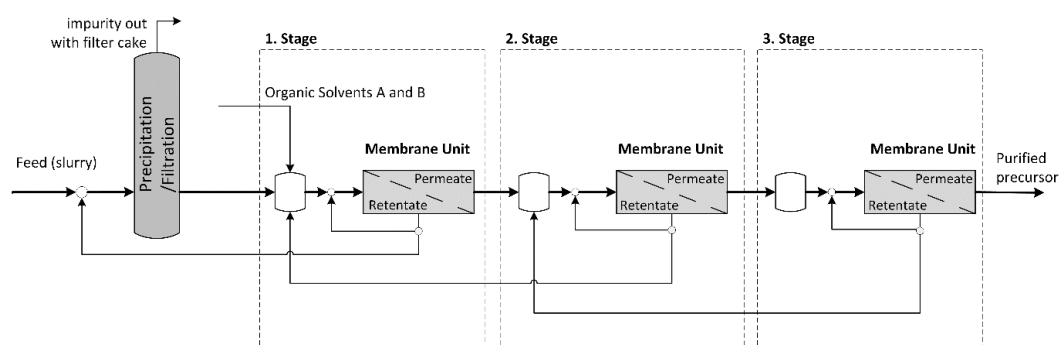 impurity out
with filter cake
1. Stage
2. Stage
3. Stage
Precipitation
/Filtration
Organic Solvents A and B
Feed (slurry)
Membrane Unit
Permeate
Retentate
Membrane Unit
Permeate
Retentate
Membrane Unit
Permeate
Retentate
Purified
precursor